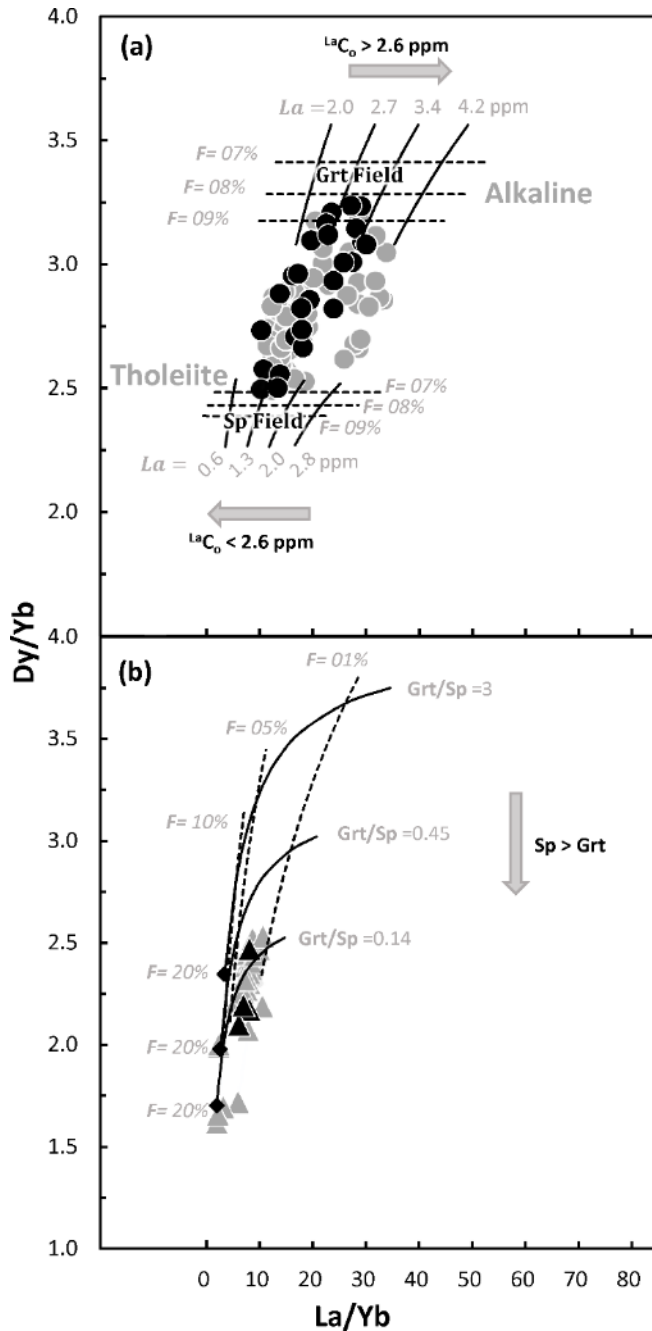 4.0
(a)
LaCo > 2.6 ppm
La = 2.0 2.7 3.4 4.2 ppm
3.5
F= 07%
Grt Field
F= 08%
Alkaline
F= 09%
3.0
Tholeiite
2.5
F= 07%
F= 08%
Sp Field
F= 09%
La = 0.6 1.3 2.0 2.8 ppm
2.0
LaCo < 2.6 ppm
Dy/Yb
4.0
(b)
F= 01%
Grt/Sp =3
F= 05%
3.5
F= 10%
Sp > Grt
3.0
Grt/Sp =0.45
2.5
Grt/Sp =0.14
F= 20%
2.0
F= 20%
F= 20%
1.5
1.0
0 10 20 30 40 50 60 70 80
La/Yb